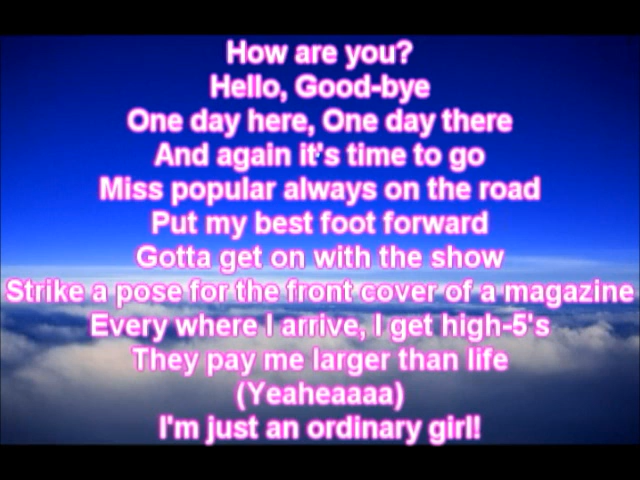 How are you?
Hello, Good-bye
One day here, One day there
And again it's time to go
Miss popular always on the road
Put my best foot forward
Gotta get on with the show
Strike a pose for the front cover of a magazine
Every where I arrive, I get high-5's
They pay me larger than life
(Yeaheaaaa)
I'm just an ordinary girl!